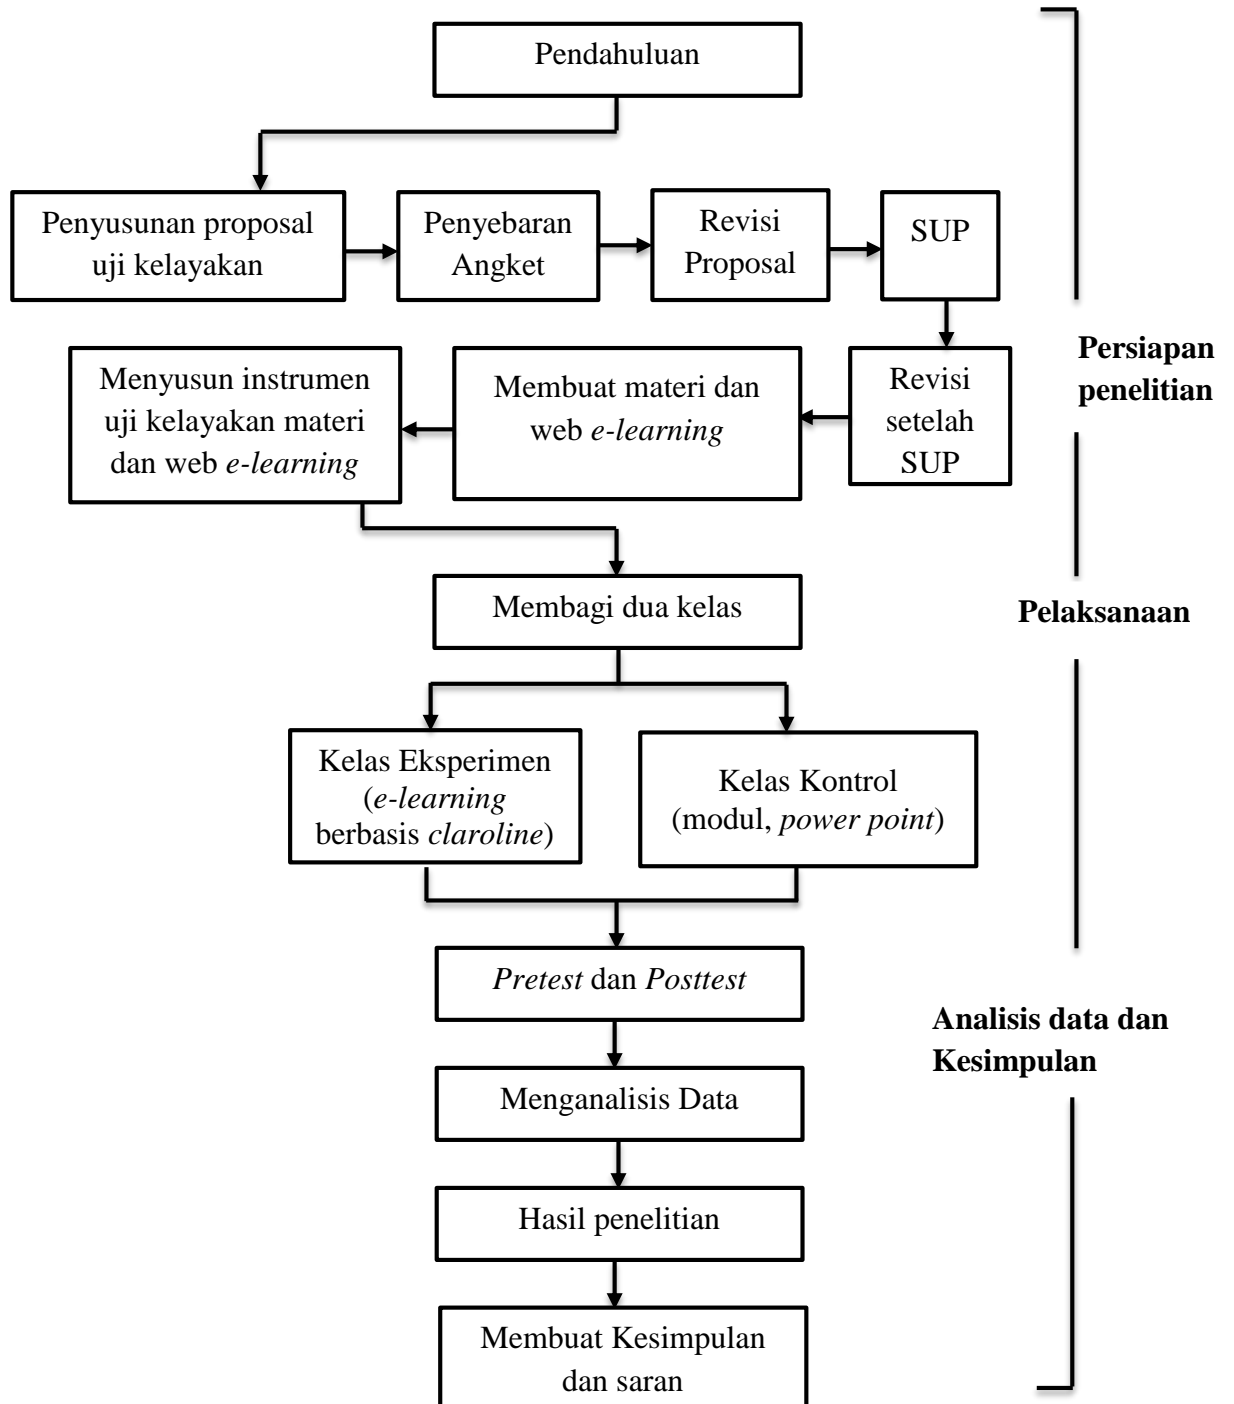 Pendahuluan
Penyusunan proposal
uji kelayakan
Penyebaran
Angket
Revisi
Proposal
SUP
Persiapan
penelitian
Menyusun instrumen
uji kelayakan materi
dan web e-learning
Membuat materi dan
web e-learning
Revisi
setelah
SUP
Membagi dua kelas
Pelaksanaan
Kelas Eksperimen
(e-learning
berbasis claroline)
Kelas Kontrol
(modul, power point)
Pretest dan Posttest
Analisis data dan
Kesimpulan
Menganalisis Data
Hasil penelitian
Membuat Kesimpulan
dan saran